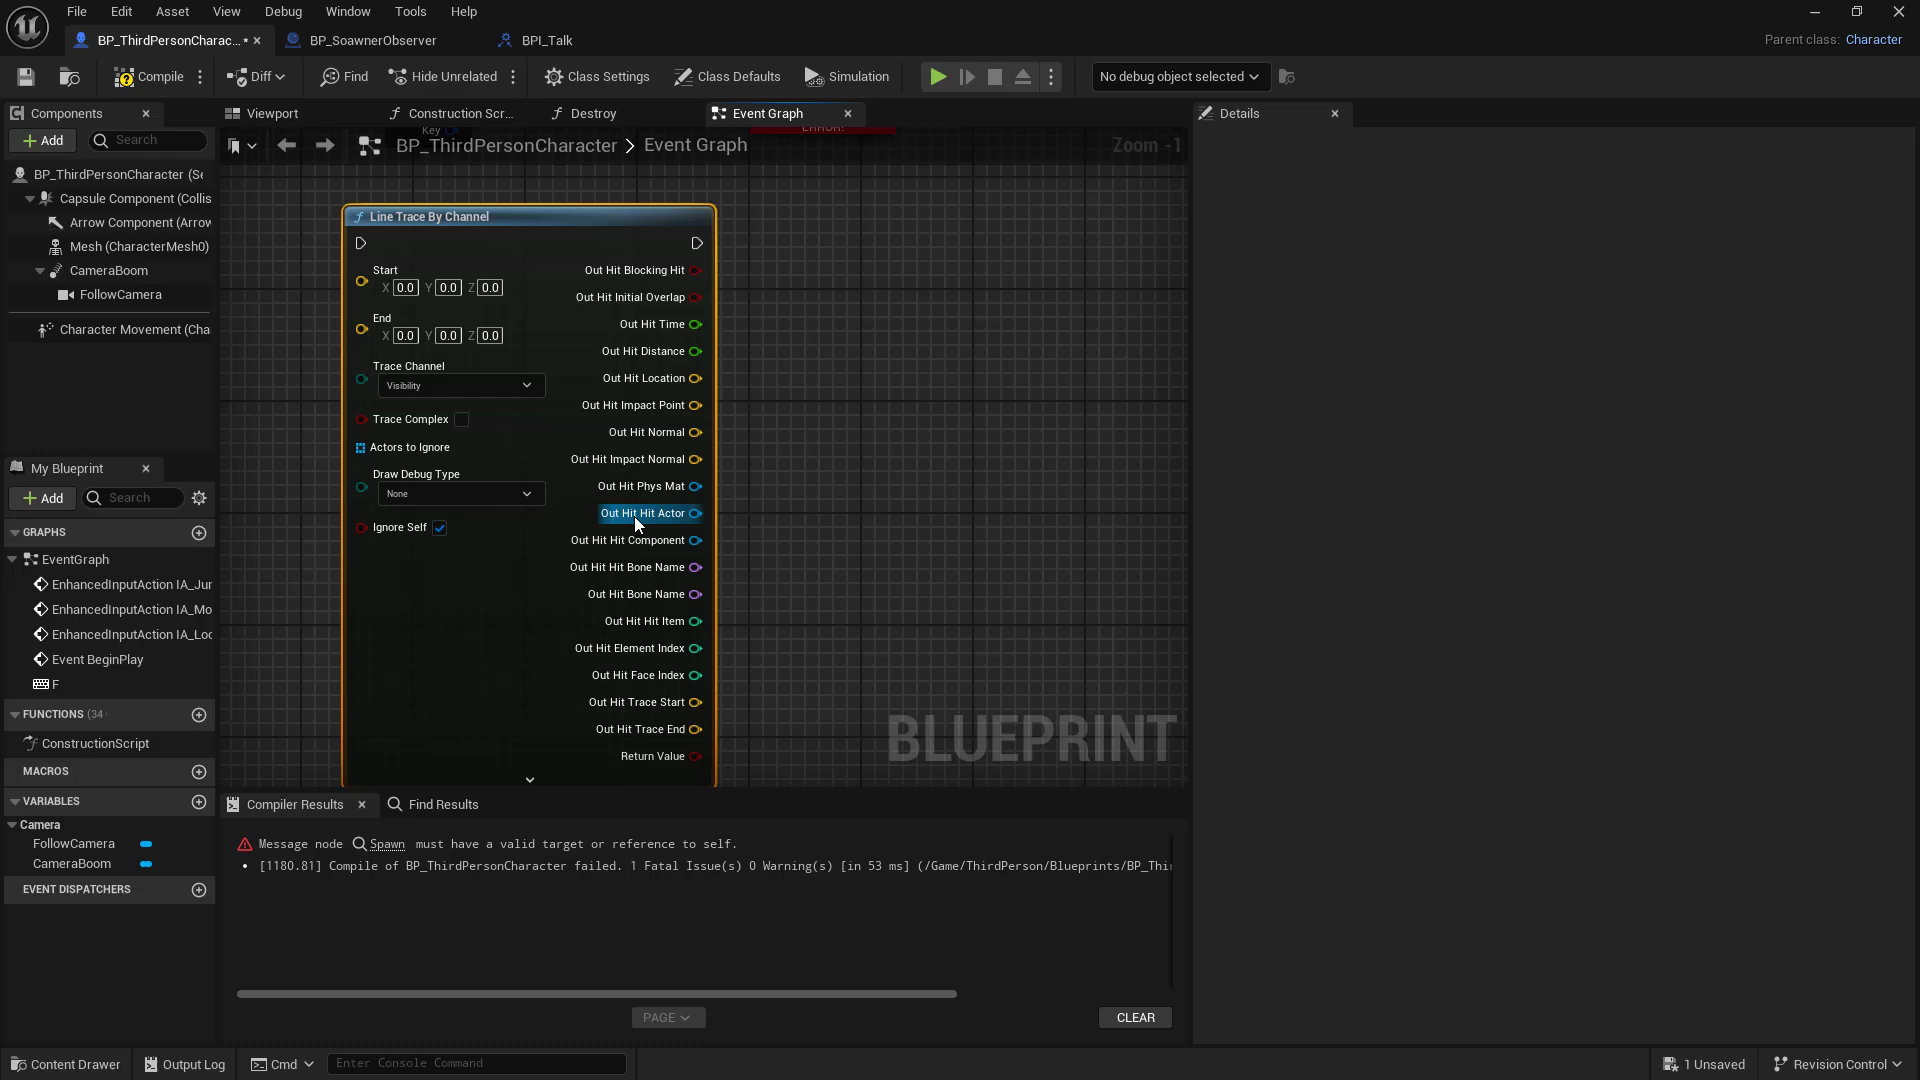 File Edit Asset View Debug Window Tools Help
BP_ThirdPersonCharac... • BP_SoawnerObserver BPI_Talk Parent class: Character
Compile Diff Find Hide Unrelated Class Settings Class Defaults Simulation No debug object selected
Components Viewport Construction Scr... Destroy Event Graph Details
Add Search
Key ERROR!
BP_ThirdPersonCharacter > Event Graph Zoom -1
BP_ThirdPersonCharacter (Se
Capsule Component (Collis
Arrow Component (Arrow
Mesh (CharacterMesh0)
CameraBoom
FollowCamera
Character Movement (Cha
Line Trace By Channel
Start
X 0.0 Y 0.0 Z 0.0
End
X 0.0 Y 0.0 Z 0.0
Trace Channel
Visibility
Trace Complex
Actors to Ignore
Draw Debug Type
None
Ignore Self
Out Hit Blocking Hit
Out Hit Initial Overlap
Out Hit Time
Out Hit Distance
Out Hit Location
Out Hit Impact Point
Out Hit Normal
Out Hit Impact Normal
Out Hit Phys Mat
Out Hit Hit Actor
Out Hit Hit Component
Out Hit Hit Bone Name
Out Hit Bone Name
Out Hit Hit Item
Out Hit Element Index
Out Hit Face Index
Out Hit Trace Start
Out Hit Trace End
Return Value
BLUEPRINT
My Blueprint
Add Search
GRAPHS
EventGraph
EnhancedInputAction IA_Jur
EnhancedInputAction IA_Mo
EnhancedInputAction IA_Loc
Event BeginPlay
F
FUNCTIONS (34
ConstructionScript
MACROS
VARIABLES
Camera
FollowCamera
CameraBoom
EVENT DISPATCHERS
Compiler Results Find Results
Message node Spawn must have a valid target or reference to self.
• [1180.81] Compile of BP_ThirdPersonCharacter failed. 1 Fatal Issue(s) 0 Warning(s) [in 53 ms] (/Game/ThirdPerson/Blueprints/BP_Thi
PAGE CLEAR
Content Drawer Output Log Cmd Enter Console Command 1 Unsaved Revision Control